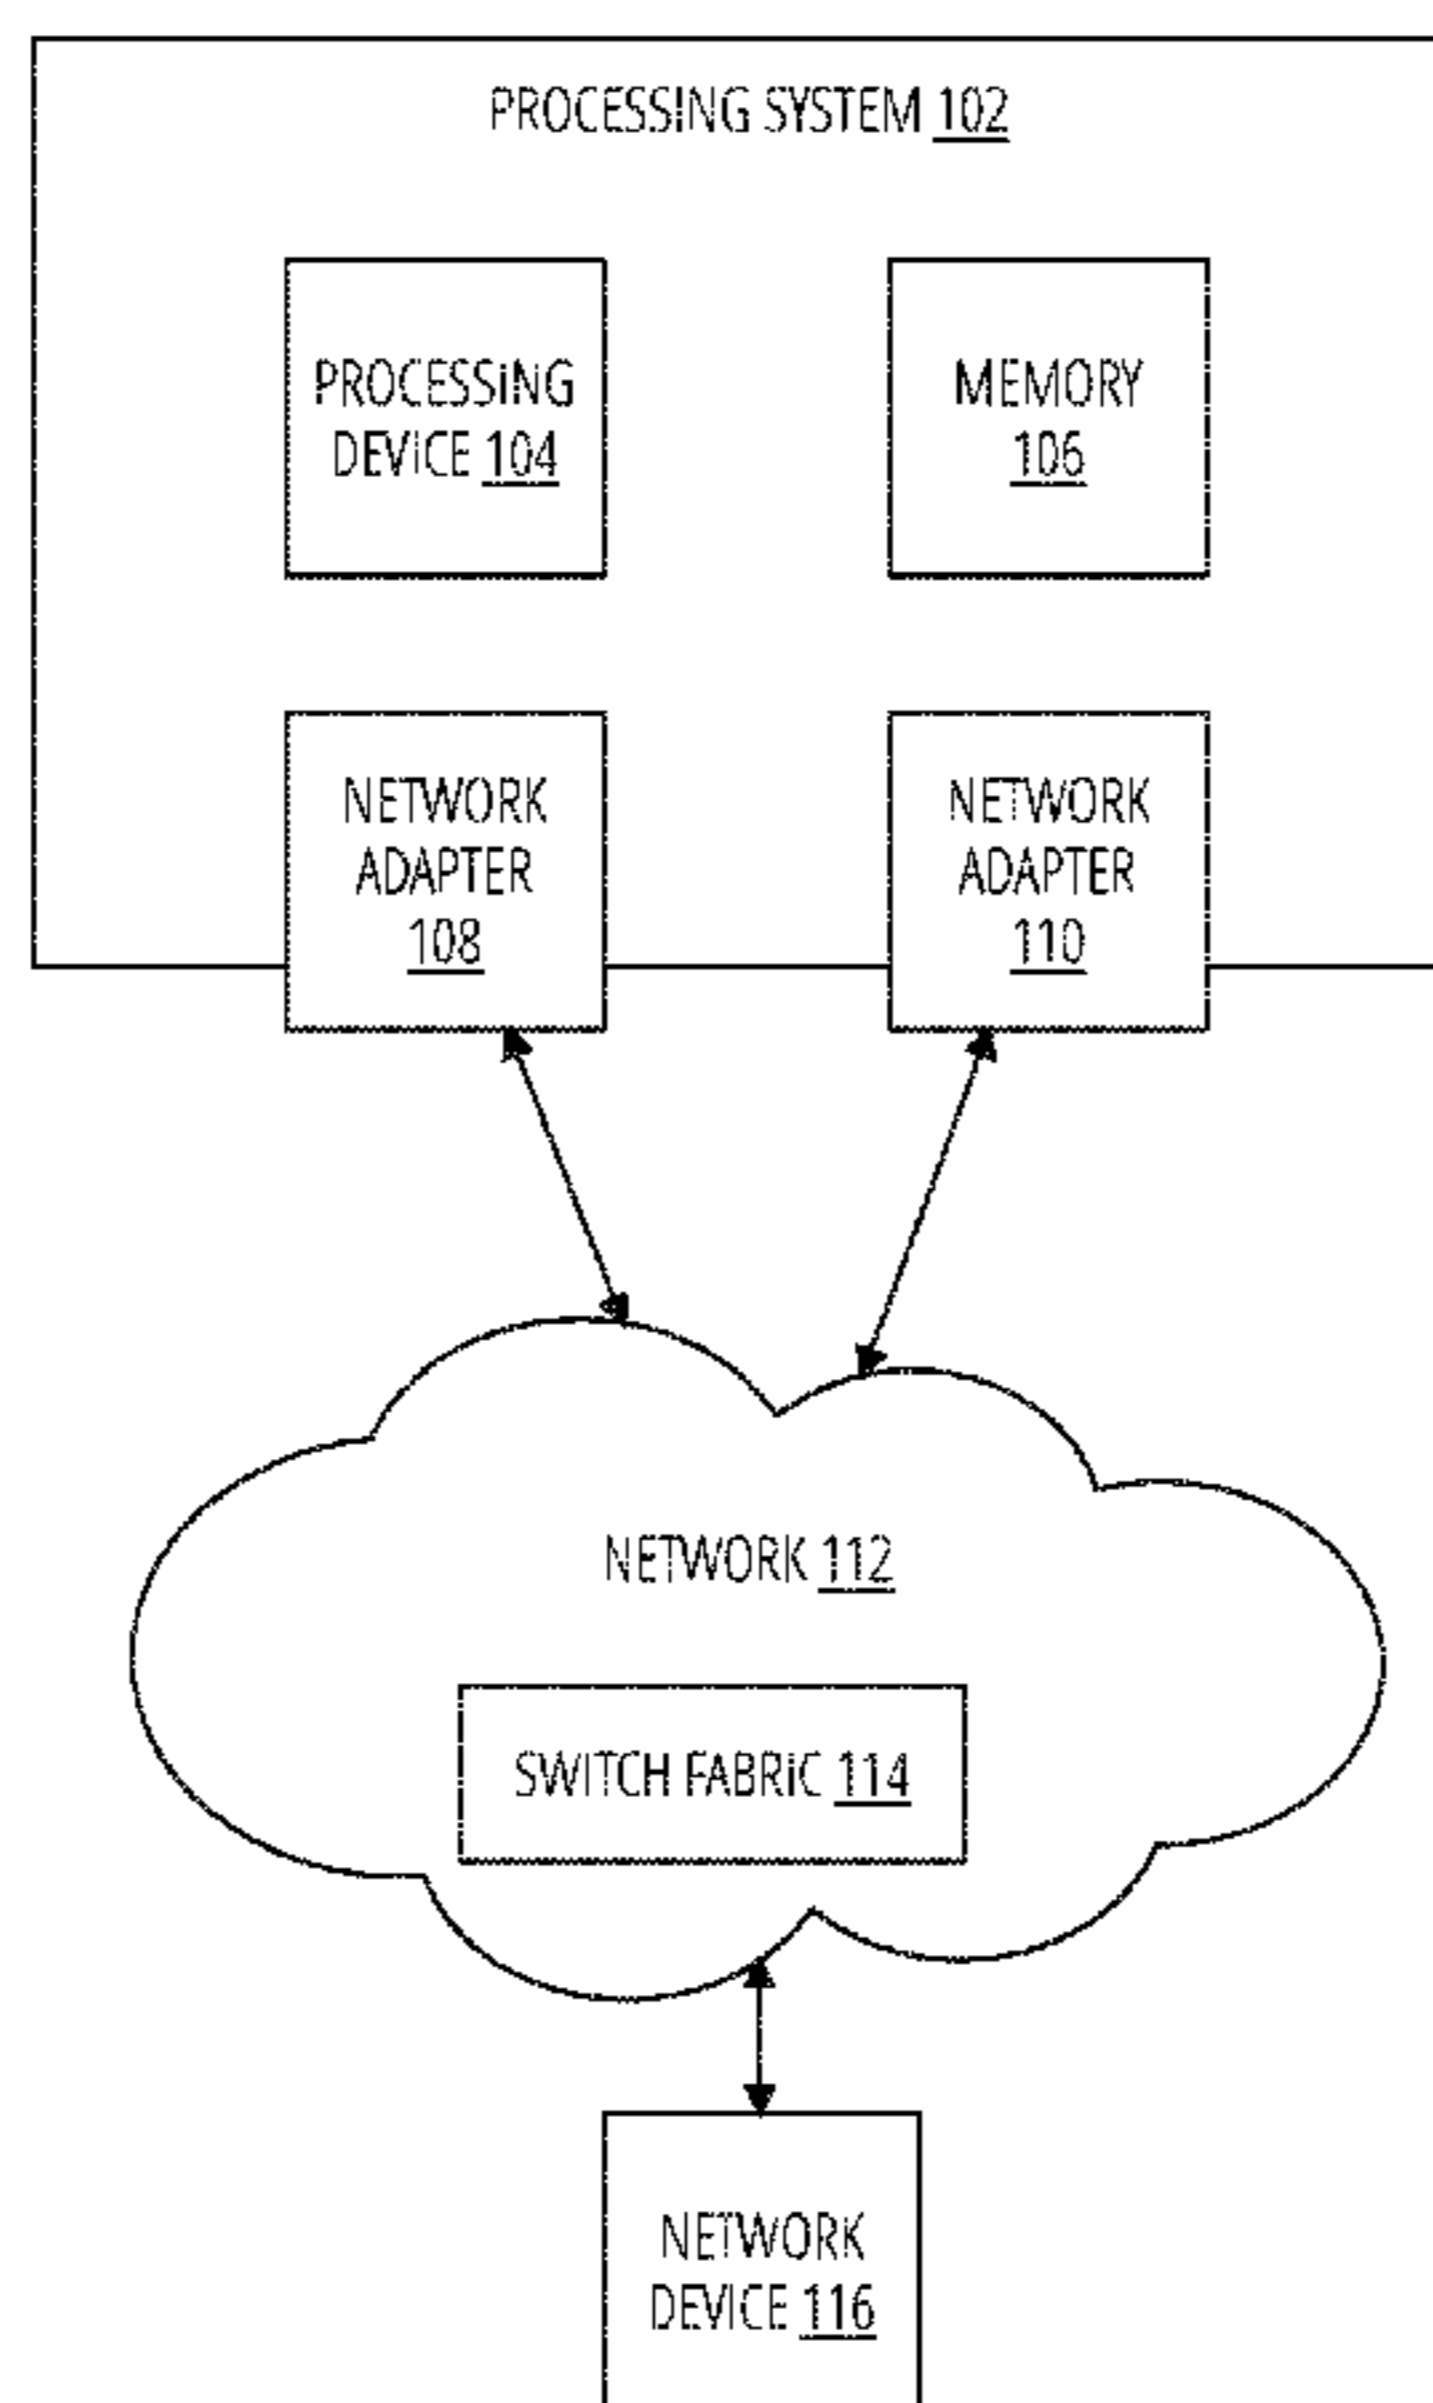 PROCESSING SYSTEM 102
PROCESSING
DEVICE 104
MEMORY
106
NETWORK
ADAPTER
108
NETWORK
ADAPTER
110
NETWORK 112
SWITCH FABRIC 114
NETWORK
DEVICE 116